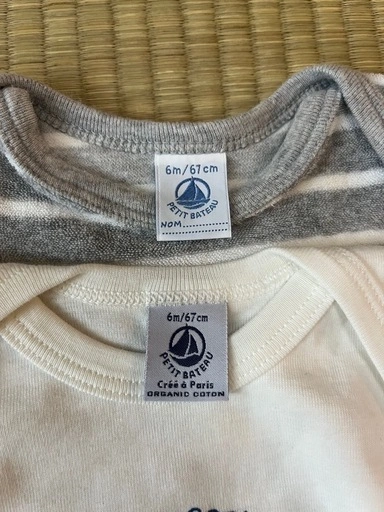 6m/67cm
PETIT BATEAU
NOM
6m/67cm
PETIT BATEAU
Créé à Paris
ORGANIC COTON